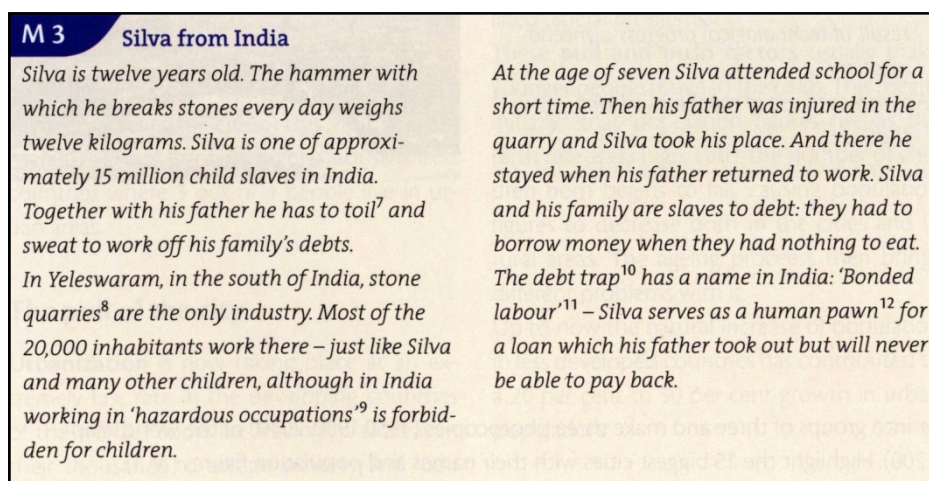 M 3
Silva from India
Silva is twelve years old. The hammer with
which he breaks stones every day weighs
twelve kilograms. Silva is one of approxi-
mately 15 million child slaves in India.
Together with his father he has to toil⁷ and
sweat to work off his family's debts.
In Yeleswaram, in the south of India, stone
quarries⁸ are the only industry. Most of the
20,000 inhabitants work there – just like Silva
and many other children, although in India
working in 'hazardous occupations'⁹ is forbid-
den for children.
At the age of seven Silva attended school for a
short time. Then his father was injured in the
quarry and Silva took his place. And there he
stayed when his father returned to work. Silva
and his family are slaves to debt: they had to
borrow money when they had nothing to eat.
The debt trap¹⁰ has a name in India: 'Bonded
labour'¹¹ – Silva serves as a human pawn¹² for
a loan which his father took out but will never
be able to pay back.